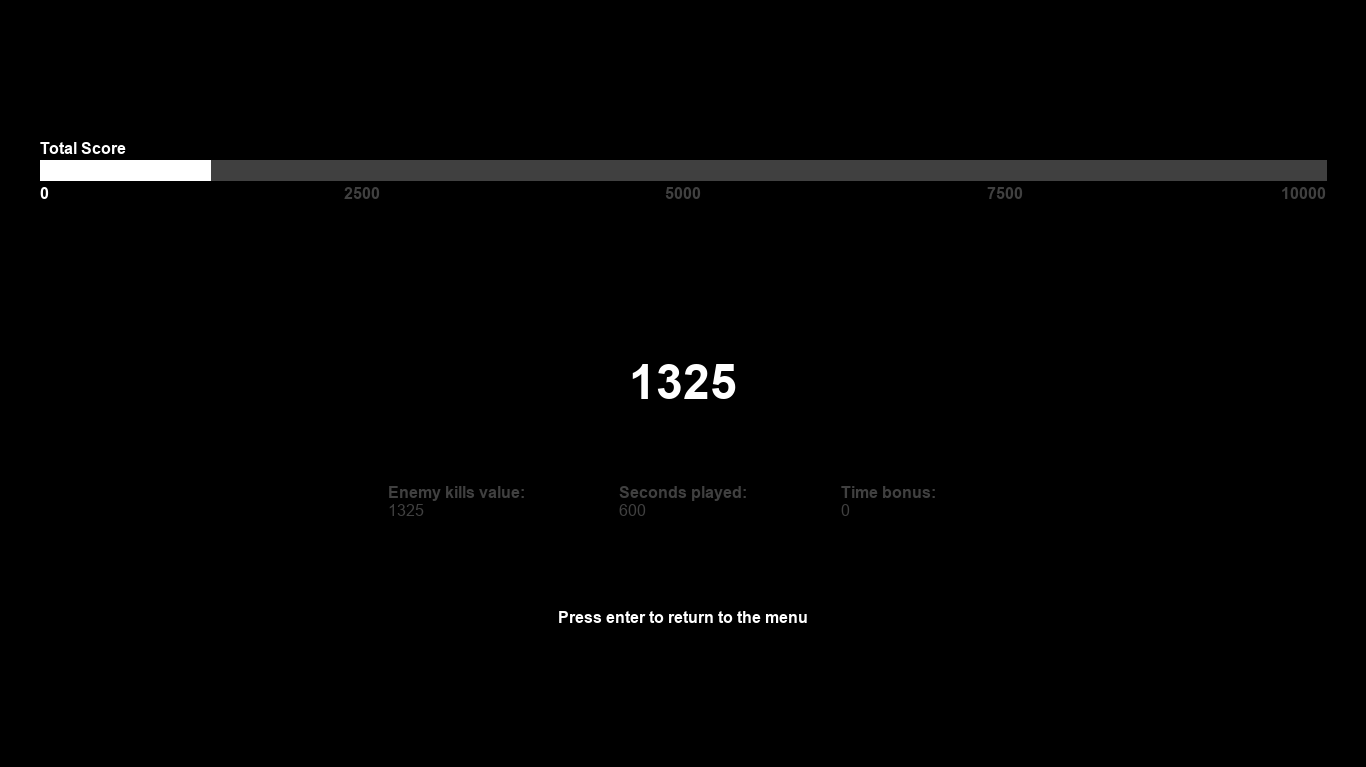 Total Score
0 2500 5000 7500 10000
1325
Enemy kills value: Seconds played: Time bonus:
1325 600 0
Press enter to return to the menu